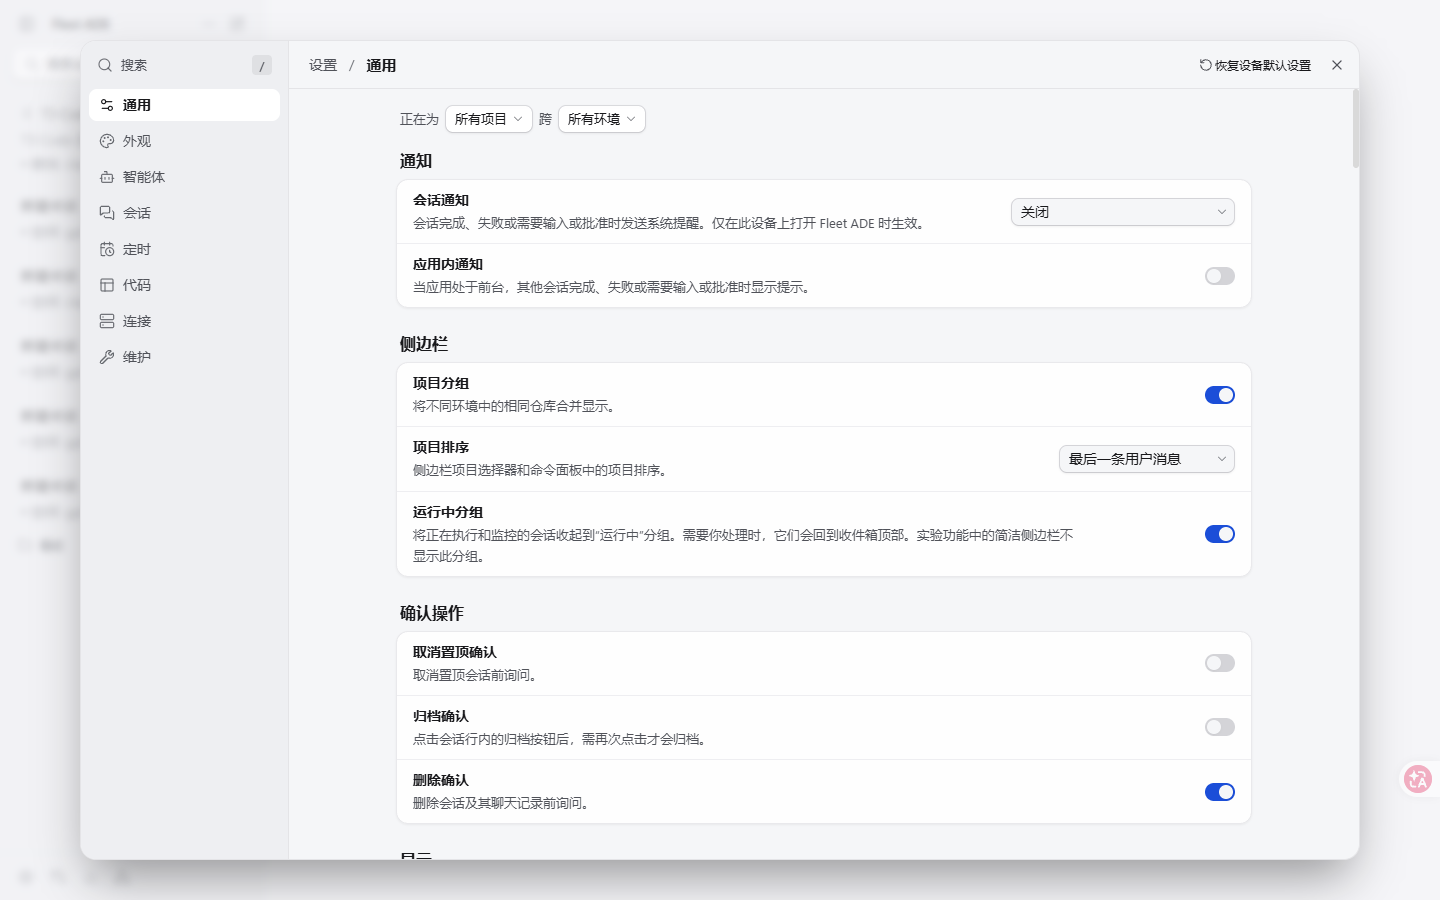 搜索
/
设置 / 通用
恢复设备默认设置
通用
外观
智能体
会话
定时
代码
连接
维护
正在为 所有项目 跨 所有环境
通知
会话通知
会话完成、失败或需要输入或批准时发送系统提醒。仅在此设备上打开 Fleet ADE 时生效。
关闭
应用内通知
当应用处于前台，其他会话完成、失败或需要输入或批准时显示提示。
侧边栏
项目分组
将不同环境中的相同仓库合并显示。
项目排序
侧边栏项目选择器和命令面板中的项目排序。
最后一条用户消息
运行中分组
将正在执行和监控的会话收起到“运行中”分组。需要你处理时，它们会回到收件箱顶部。实验功能中的简洁侧边栏不
显示此分组。
确认操作
取消置顶确认
取消置顶会话前询问。
归档确认
点击会话行内的归档按钮后，需再次点击才会归档。
删除确认
删除会话及其聊天记录前询问。